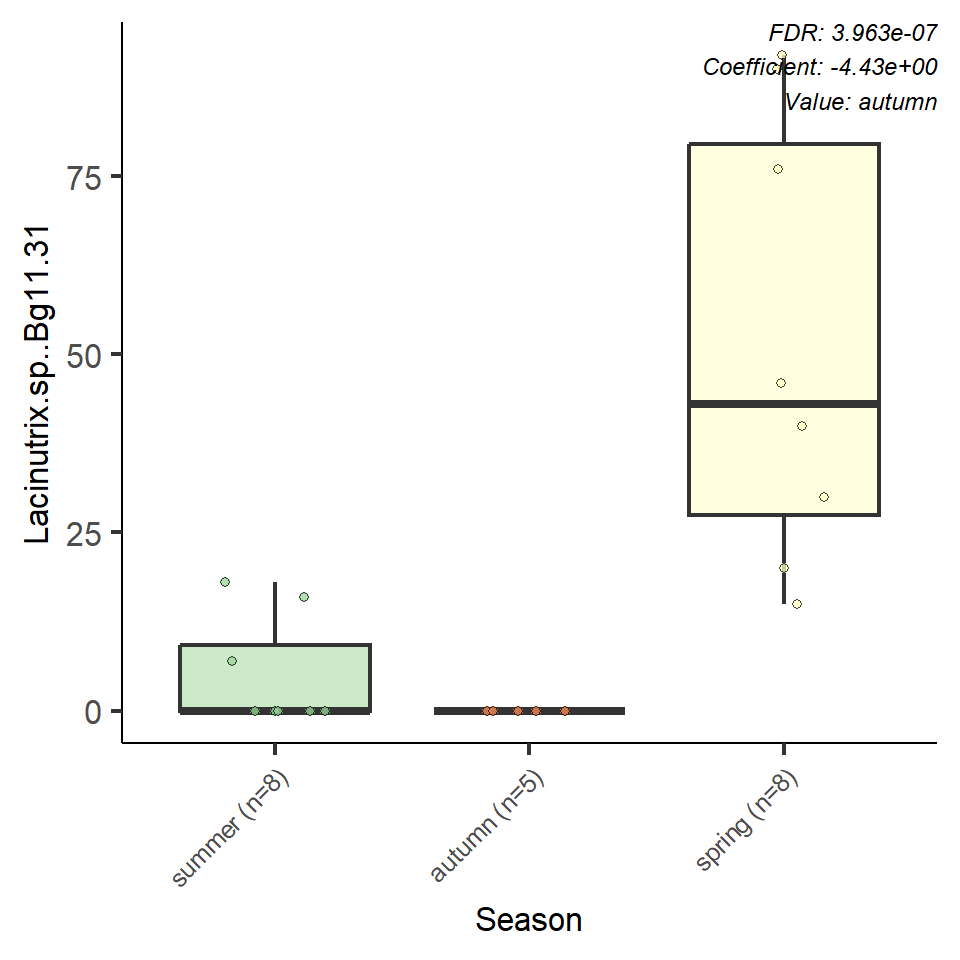 FDR: 3.963e-07
Coefficient: -4.43e+00
Value: autumn
Lacinutrix.sp..Bg11.31
75
50
25
0
summer (n=8)
autumn (n=5)
spring (n=8)
Season